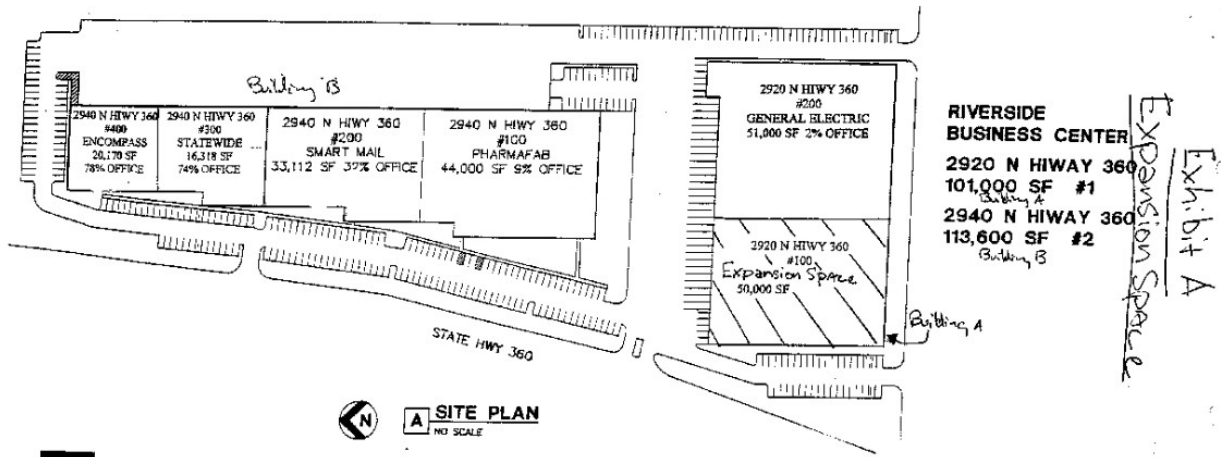 Building B
2940 N HIWY 360
#400
ENCOMPASS
20,170 SF
78% OFFICE
2940 N HIWY 360
#300
STATEWIDE
16,318 SF
74% OFFICE
2940 N HIWY 360
#200
SMART MAIL
33,112 SF 37% OFFICE
2940 N HIWY 360
#100
PHARMAFAB
44,000 SF 9% OFFICE
2920 N HIWY 360
#200
GENERAL ELECTRIC
51,000 SF 2% OFFICE
2920 N HIWY 360
#100
Expansion Space
50,000 SF
Building A
STATE HWY 360
N
A SITE PLAN
NO SCALE
RIVERSIDE
BUSINESS CENTER
2920 N HIWAY 360
101,000 SF #1
Building A
2940 N HIWAY 360
113,600 SF #2
Building B
Exhibit A
Expansion Space